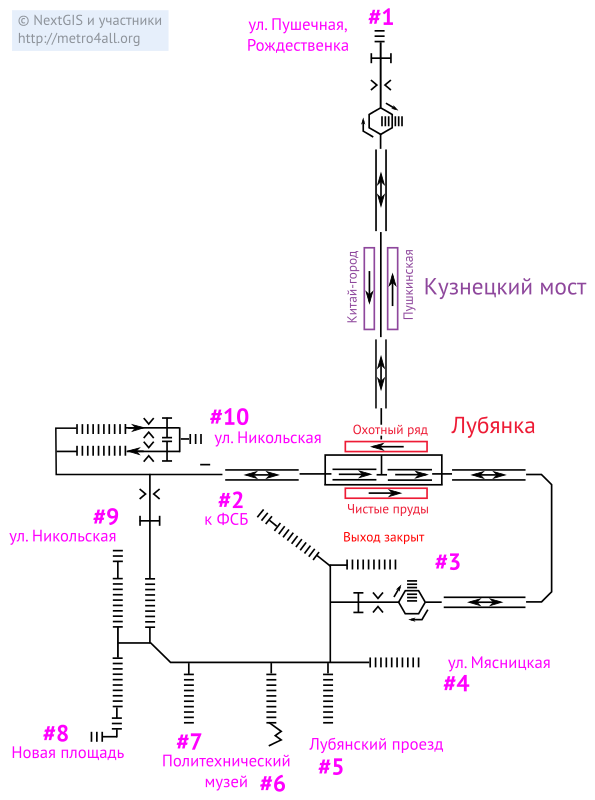 © NextGIS и участники
http://metro4all.org
#1
ул. Пушечная,
Рождественка
Китай-город
Пушкинская
Кузнецкий мост
#10
ул. Никольская
Охотный ряд
Лубянка
Чистые пруды
#2
к ФСБ
#9
ул. Никольская
Выход закрыт
#3
ул. Мясницкая
#4
#8
Новая площадь
#7
Политехнический
музей #6
Лубянский проезд
#5